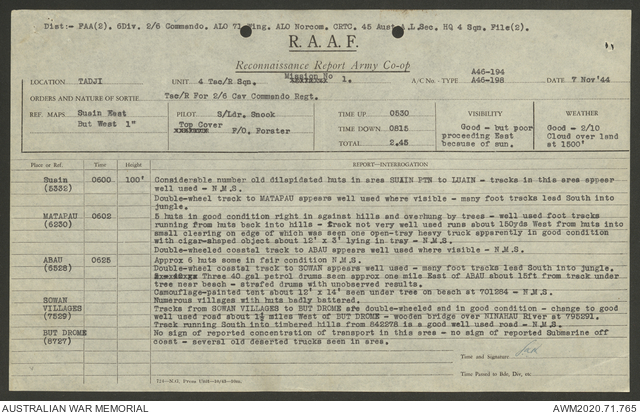 Dist:- FAA(2). 6Div. 2/6 Commando. ALO 71 Wing. ALO Norcom. CRTC. 45 Aust A.L.Sec. HQ 4 Sqn. File(2).
R.A.A.F.
Reconnaissance Report Army Co-op
LOCATION TADJI UNIT 4 Tac/R Sqn. Mission No 1. A/C No. - TYPE A46-194 A46-198 DATE 7 Nov'44
ORDERS AND NATURE OF SORTIE Tac/R For 2/6 Cav Commando Regt.
REF. MAPS Suain East PILOT S/Ldr. Snook TIME UP 0530 VISIBILITY WEATHER
But West 1" Top Cover TIME DOWN 0815 Good - but poor Good - 2/10
F/O. Forster proceeding East Cloud over land
TOTAL 2.45 because of sun. at 1500'
Place or Ref. Time Height REPORT—INTERROGATION
Suain 0600 100' Considerable number old dilapidated huts in area SUAIN PTN to LUAIN - tracks in this area appear
(5332) well used - N.M.S.
Double-wheel track to MATAPAU appears well used where visible - many foot tracks lead South into
jungle.
MATAPAU 0602 5 huts in good condition right in against hills and overhung by trees - well used foot tracks
(6230) running from huts back into hills - track not very well used runs about 150yds West from huts into
small clearing on edge of which was seen one open-tray heavy truck apparently in good condition
with cigar-shaped object about 12' x 3' lying in tray - N.M.S.
Double-wheeled coastal track to ABAU appears well used where visible - N.M.S.
ABAU 0625 Approx 6 huts some in fair condition N.M.S.
(6528) Double-wheel coastal track to SOWAN appears well used - many foot tracks lead South into jungle.
Three 40 gal petrol drums seen approx one mile East of ABAU about 15ft from track under
tree near beach - strafed drums with unobserved results.
Camouflage-painted tent about 12' x 14' seen under tree on beach at 701284 - N.M.S.
SOWAN Numerous villages with huts badly battered.
VILLAGES Tracks from SOWAN VILLAGES to BUT DROME are double-wheeled and in good condition - change to good
(7529) well used road about 1½ miles West of BUT DROME - wooden bridge over NINAHAU River at 795291.
Track running South into timbered hills from 842278 is a good well used road - N.M.S.
BUT DROME No sign of reported concentration of transport in this area - no sign of reported Submarine off
(8727) coast - several old deserted trucks seen in area.
Time and Signature
Time Passed to Bde, Div, etc.
AUSTRALIAN WAR MEMORIAL AWM2020.71.765